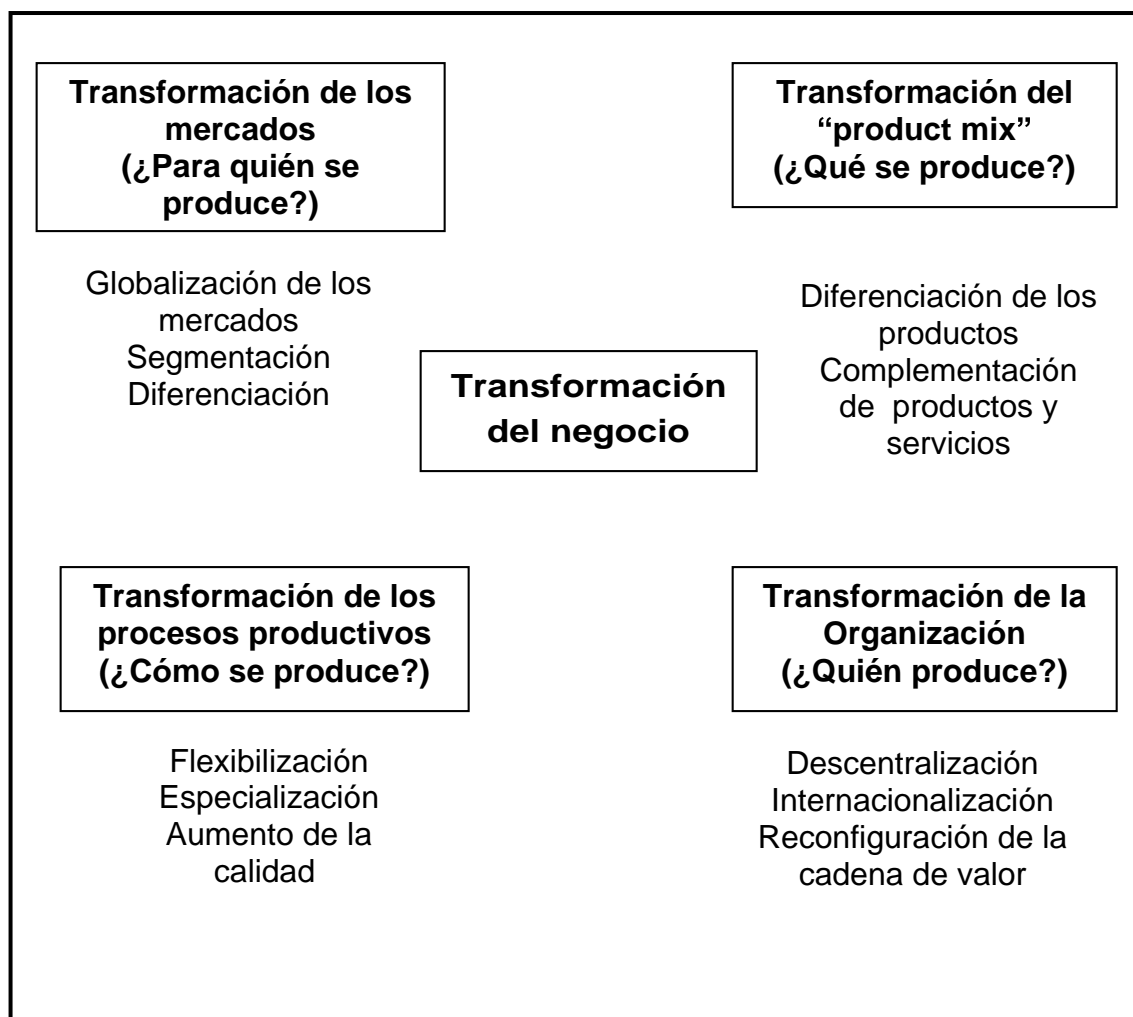 Transformación de los
mercados
(¿Para quién se
produce?)
Globalización de los
mercados
Segmentación
Diferenciación
Transformación del
“product mix”
(¿Qué se produce?)
Diferenciación de los
productos
Complementación
de productos y
servicios
Transformación
del negocio
Transformación de los
procesos productivos
(¿Cómo se produce?)
Flexibilización
Especialización
Aumento de la
calidad
Transformación de la
Organización
(¿Quién produce?)
Descentralización
Internacionalización
Reconfiguración de la
cadena de valor